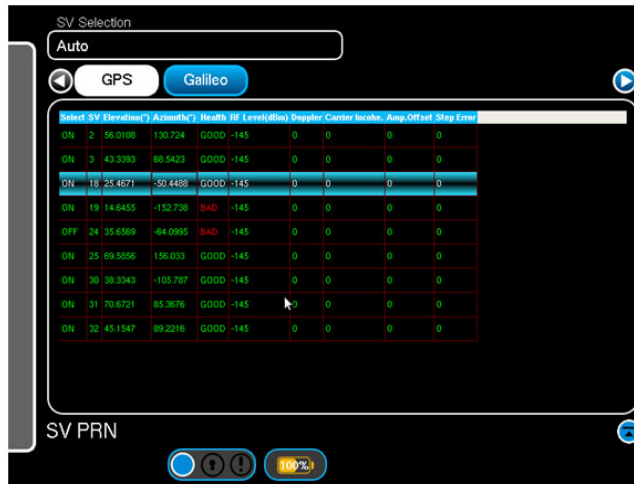 SV Selection
Auto
GPS Galileo
Select SV Elevation(°) Azimuth(°) Health RF Level(dBm) Doppler Carrier Incohe. Amp.Offset Step Error
ON 2 56.0108 130.724 GOOD -145 0 0 0 0
ON 3 43.3393 68.5423 GOOD -145 0 0 0 0
ON 18 25.4671 -50.4488 GOOD -145 0 0 0 0
ON 19 14.6455 -152.738 BAD -145 0 0 0 0
OFF 24 35.6569 -64.0995 BAD -145 0 0 0 0
ON 25 69.5856 156.033 GOOD -145 0 0 0 0
ON 30 38.3343 -105.787 GOOD -145 0 0 0 0
ON 31 70.6721 85.3676 GOOD -145 0 0 0 0
ON 32 45.1547 89.2216 GOOD -145 0 0 0 0
SV PRN
100%